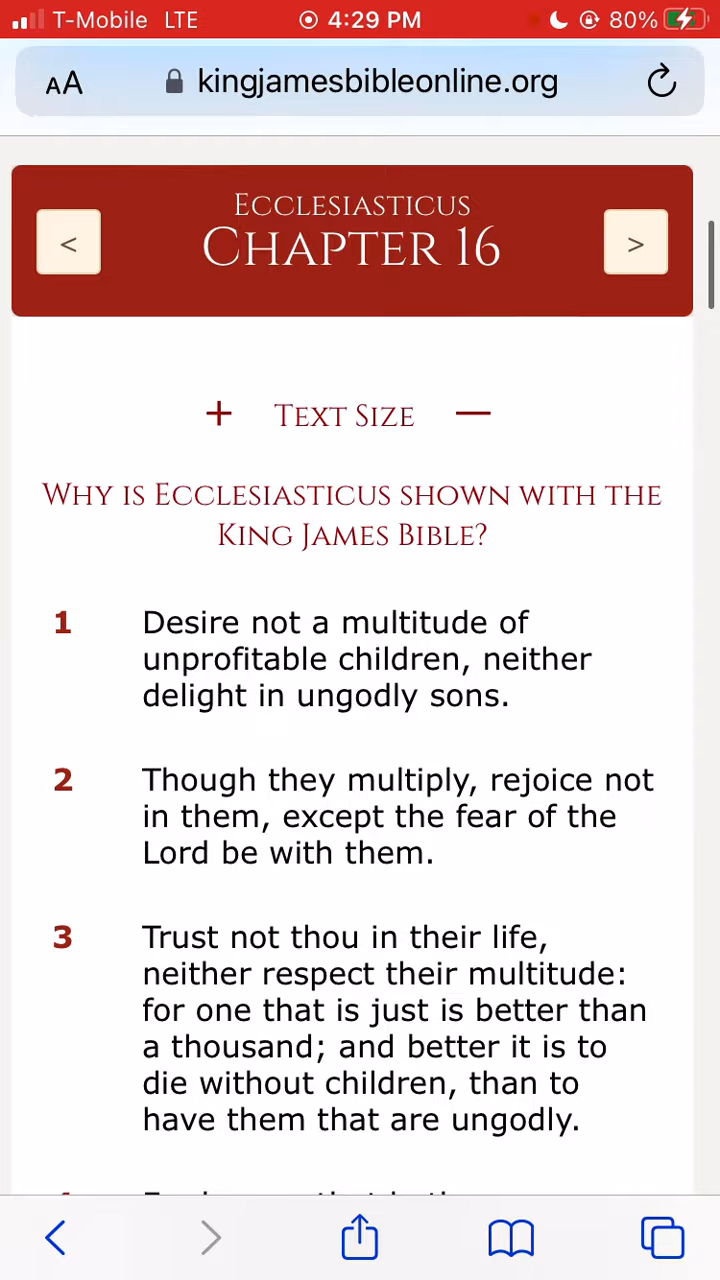 T-Mobile LTE 4:29 PM 80%
AA kingjamesbibleonline.org
Ecclesiasticus
< Chapter 16 >
+ Text Size —
Why is Ecclesiasticus shown with the
King James Bible?
1 Desire not a multitude of
unprofitable children, neither
delight in ungodly sons.
2 Though they multiply, rejoice not
in them, except the fear of the
Lord be with them.
3 Trust not thou in their life,
neither respect their multitude:
for one that is just is better than
a thousand; and better it is to
die without children, than to
have them that are ungodly.